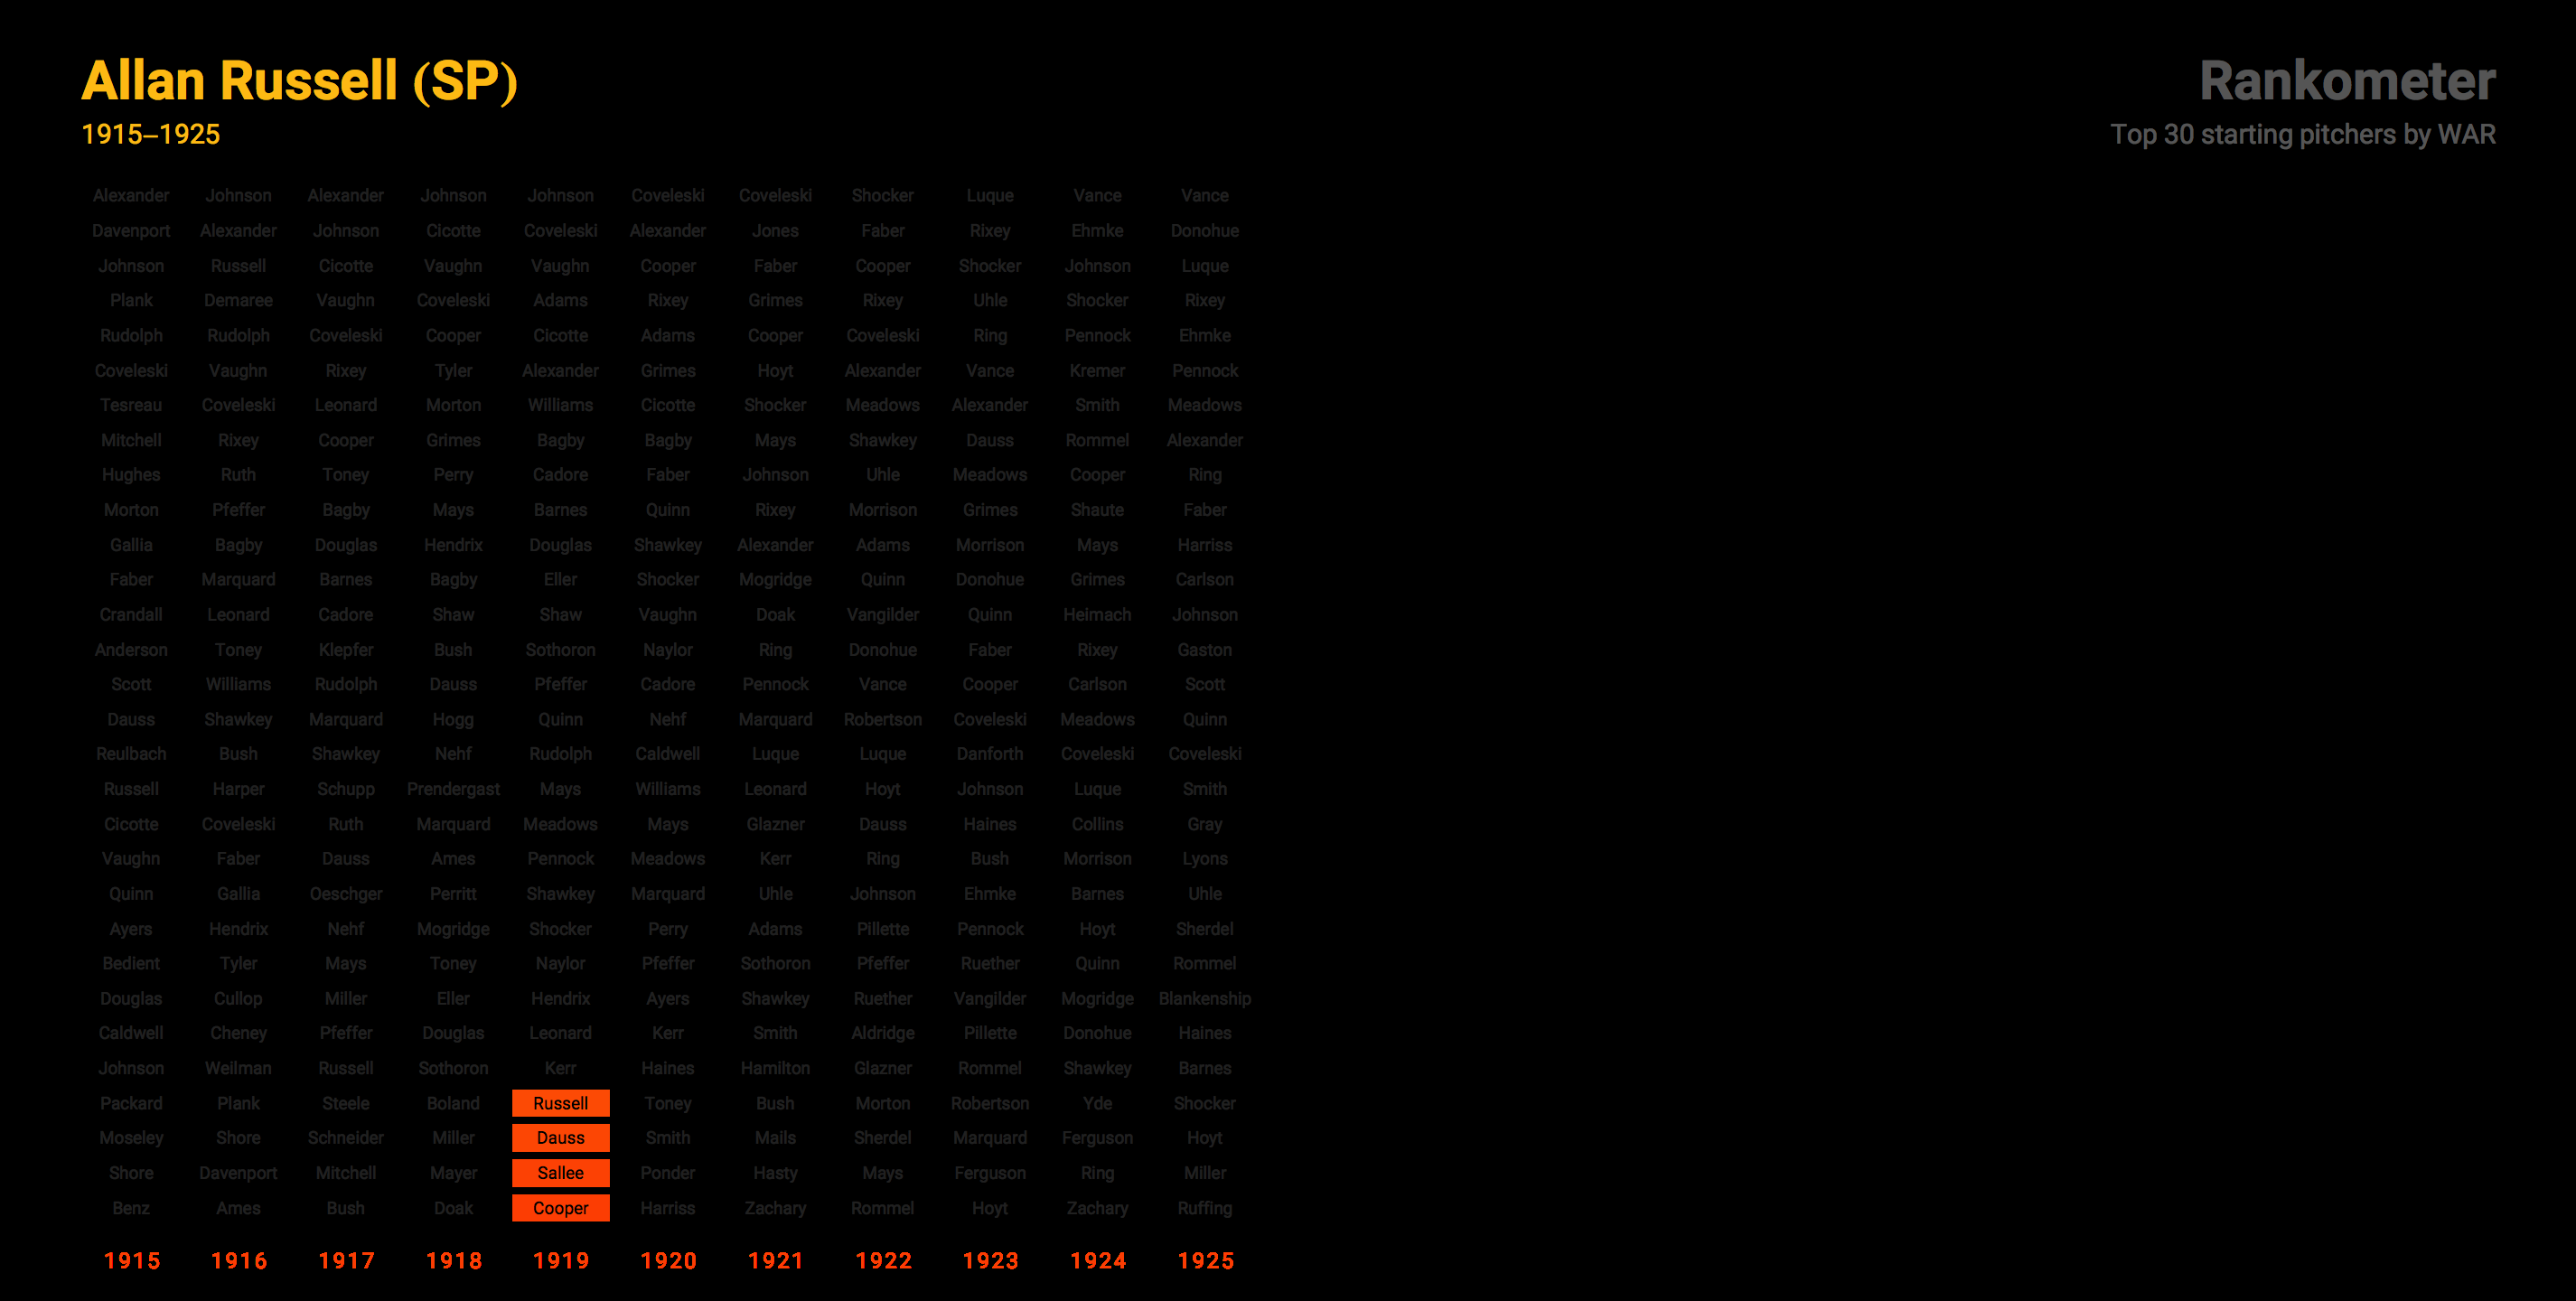 Allan Russell (SP)
1915–1925
Rankometer
Top 30 starting pitchers by WAR
Alexander Johnson Alexander Johnson Johnson Coveleski Coveleski Shocker Luque Vance Vance
Davenport Alexander Johnson Cicotte Coveleski Alexander Jones Faber Rixey Ehmke Donohue
Johnson Russell Cicotte Vaughn Vaughn Cooper Faber Cooper Shocker Johnson Luque
Plank Demaree Vaughn Coveleski Adams Rixey Grimes Rixey Uhle Shocker Rixey
Rudolph Rudolph Coveleski Cooper Cicotte Adams Cooper Coveleski Ring Pennock Ehmke
Coveleski Vaughn Rixey Tyler Alexander Grimes Hoyt Alexander Vance Kremer Pennock
Tesreau Coveleski Leonard Morton Williams Cicotte Shocker Meadows Alexander Smith Meadows
Mitchell Rixey Cooper Grimes Bagby Bagby Mays Shawkey Dauss Rommel Alexander
Hughes Ruth Toney Perry Cadore Faber Johnson Uhle Meadows Cooper Ring
Morton Pfeffer Bagby Mays Barnes Quinn Rixey Morrison Grimes Shaute Faber
Gallia Bagby Douglas Hendrix Douglas Shawkey Alexander Adams Morrison Mays Harriss
Faber Marquard Barnes Bagby Eller Shocker Mogridge Quinn Donohue Grimes Carlson
Crandall Leonard Cadore Shaw Shaw Vaughn Doak Vangilder Quinn Heimach Johnson
Anderson Toney Klepfer Bush Sothoron Naylor Ring Donohue Faber Rixey Gaston
Scott Williams Rudolph Dauss Pfeffer Cadore Pennock Vance Cooper Carlson Scott
Dauss Shawkey Marquard Hogg Quinn Nehf Marquard Robertson Coveleski Meadows Quinn
Reulbach Bush Shawkey Nehf Rudolph Caldwell Luque Luque Danforth Coveleski Coveleski
Russell Harper Schupp Prendergast Mays Williams Leonard Hoyt Johnson Luque Smith
Cicotte Coveleski Ruth Marquard Meadows Mays Glazner Dauss Haines Collins Gray
Vaughn Faber Dauss Ames Pennock Meadows Kerr Ring Bush Morrison Lyons
Quinn Gallia Oeschger Perritt Shawkey Marquard Uhle Johnson Ehmke Barnes Uhle
Ayers Hendrix Nehf Mogridge Shocker Perry Adams Pillette Pennock Hoyt Sherdel
Bedient Tyler Mays Toney Naylor Pfeffer Sothoron Pfeffer Ruether Quinn Rommel
Douglas Cullop Miller Eller Hendrix Ayers Shawkey Ruether Vangilder Mogridge Blankenship
Caldwell Cheney Pfeffer Douglas Leonard Kerr Smith Aldridge Pillette Donohue Haines
Johnson Weilman Russell Sothoron Kerr Haines Hamilton Glazner Rommel Shawkey Barnes
Packard Plank Steele Boland Russell Toney Bush Morton Robertson Yde Shocker
Moseley Shore Schneider Miller Dauss Smith Mails Sherdel Marquard Ferguson Hoyt
Shore Davenport Mitchell Mayer Sallee Ponder Hasty Mays Ferguson Ring Miller
Benz Ames Bush Doak Cooper Harriss Zachary Rommel Hoyt Zachary Ruffing
1915 1916 1917 1918 1919 1920 1921 1922 1923 1924 1925